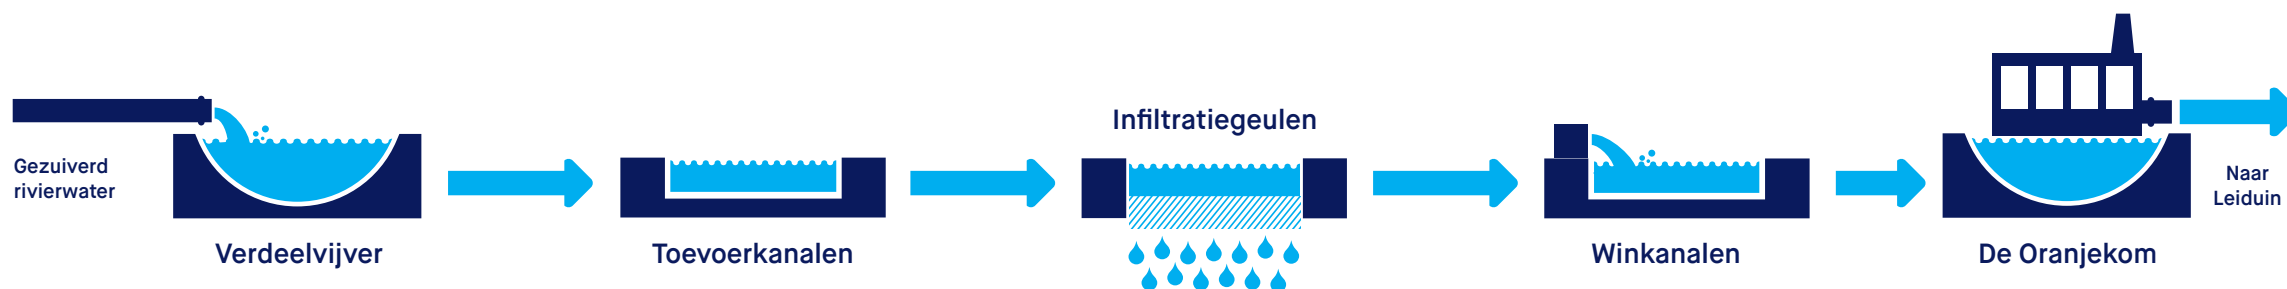 Gezuiverd
rivierwater
Verdeelvijver
Toevoerkanalen
Infiltratiegeulen
Winkanalen
De Oranjekom
Naar
Leiduin